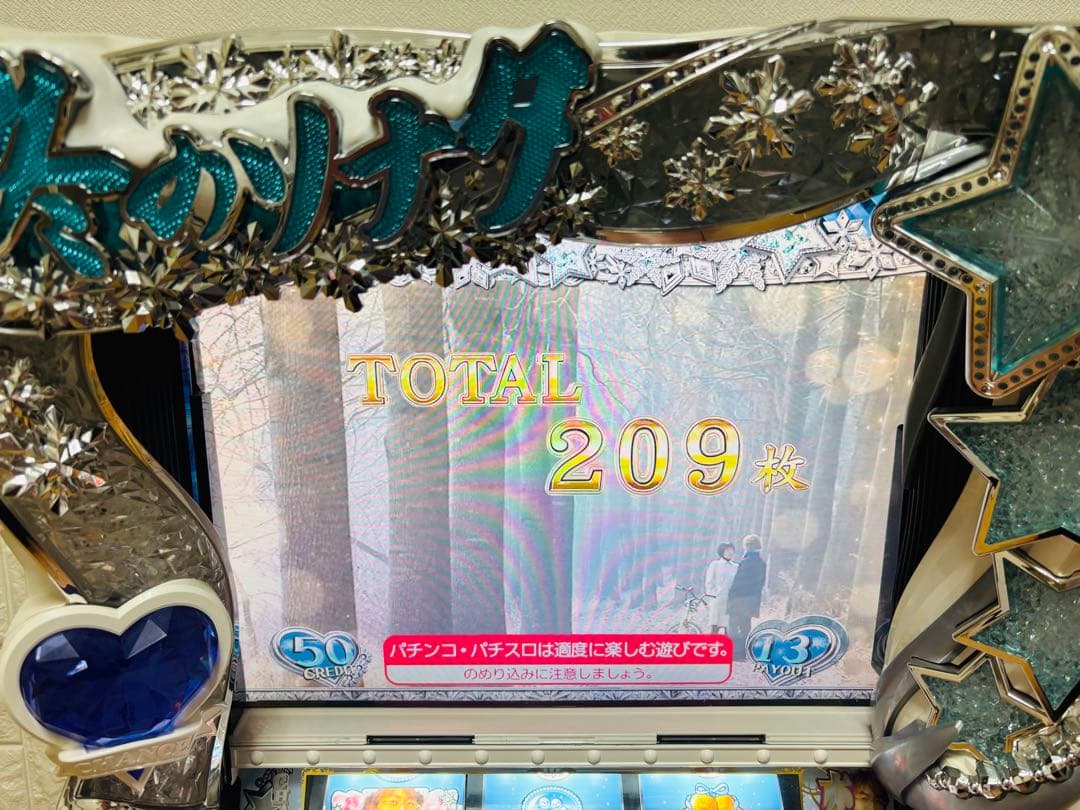 冬のソナタ
TOTAL
209枚
50
CREDIT
パチンコ・パチスロは適度に楽しむ遊びです。
のめり込みに注意しましょう。
13
PAYOUT